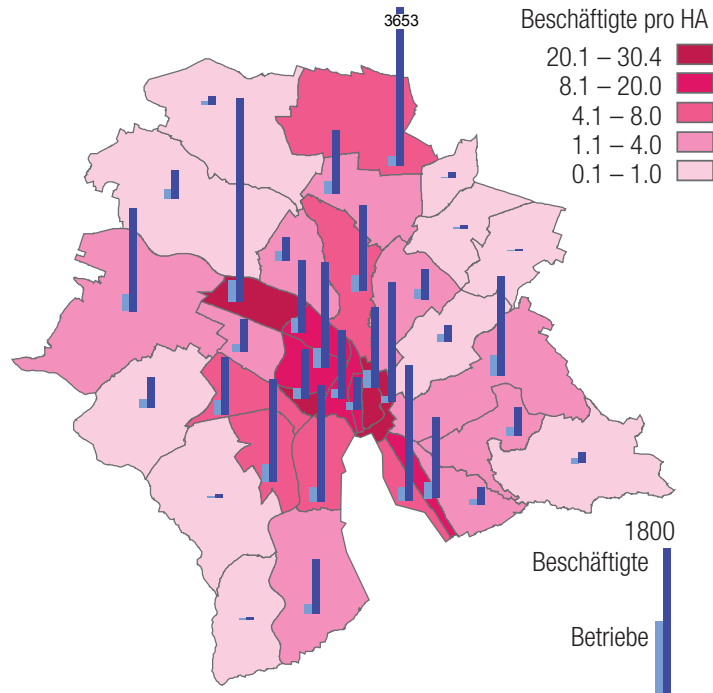 3653
Beschäftigte pro HA
20.1 – 30.4
8.1 – 20.0
4.1 – 8.0
1.1 – 4.0
0.1 – 1.0
1800
Beschäftigte
Betriebe